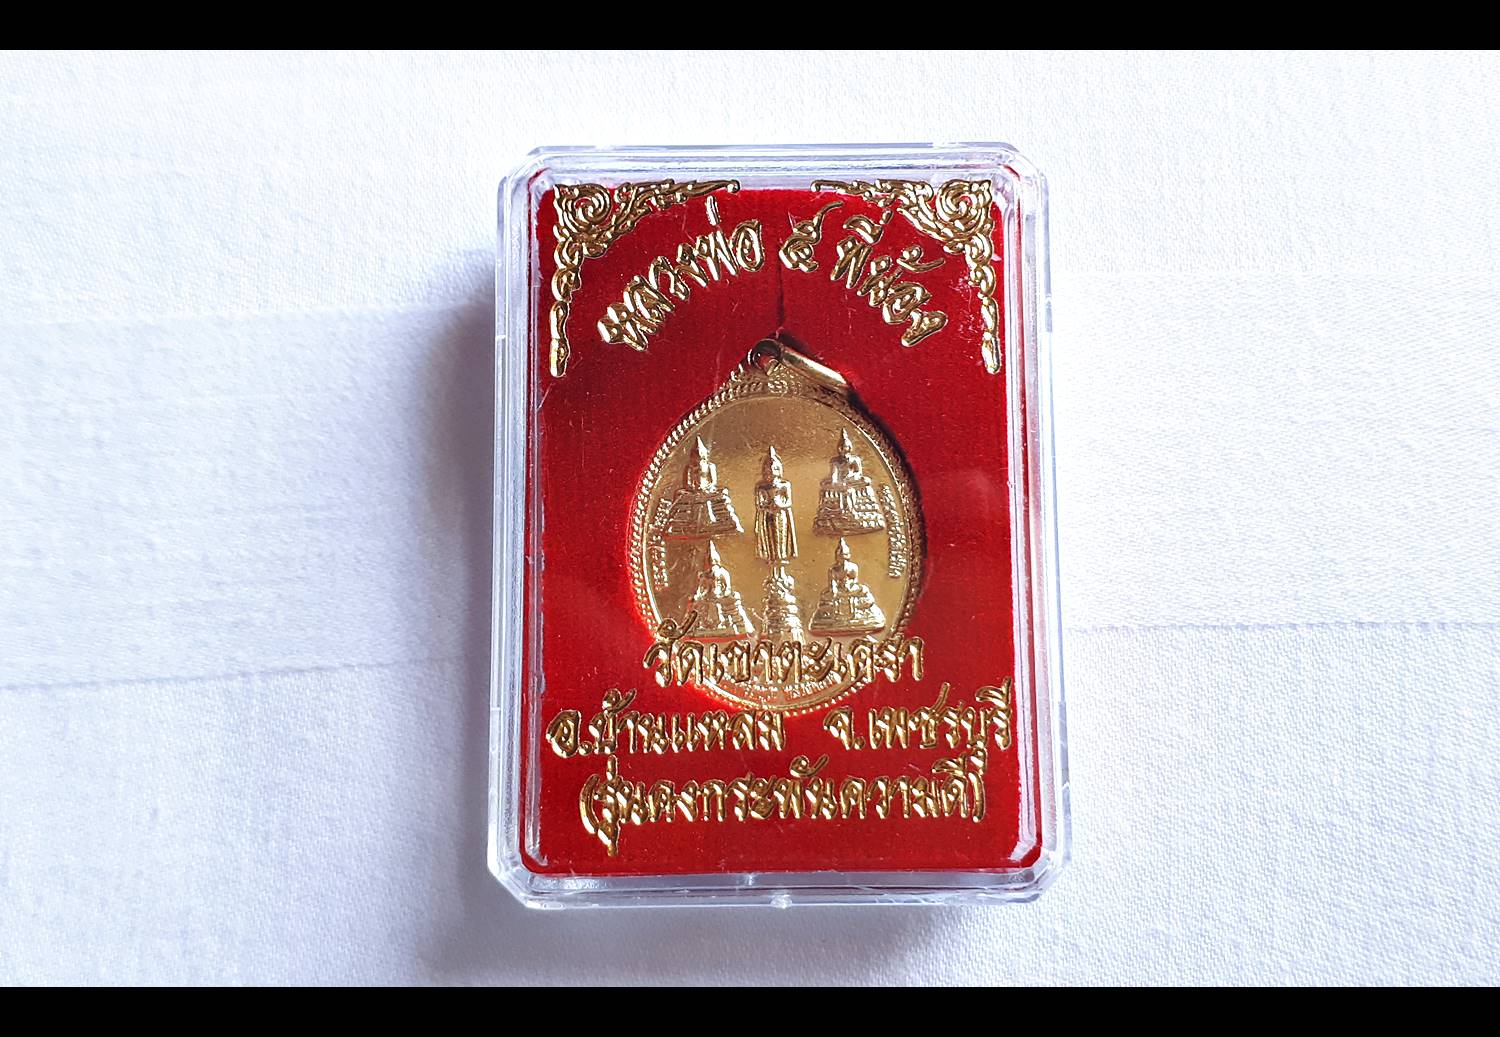 หลวงพ่อ ๕ พี่น้อง
วัดเขาตะเครา
อ.บ้านแหลม จ.เพชรบุรี
(รุ่นคงกระพันความดี)